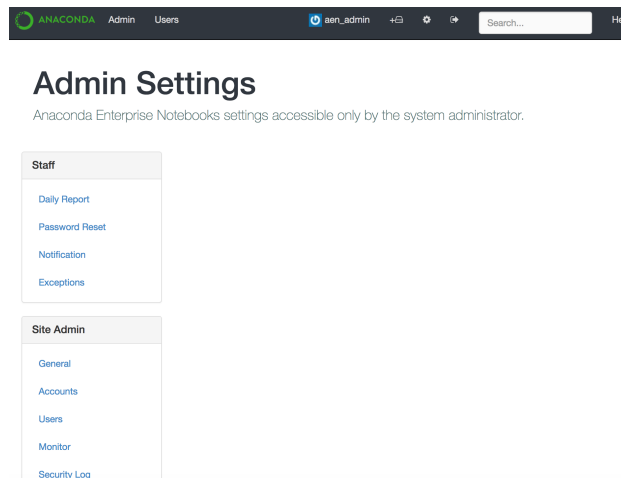 ANACONDA Admin Users aen_admin Search... He
Admin Settings
Anaconda Enterprise Notebooks settings accessible only by the system administrator.
Staff
Daily Report
Password Reset
Notification
Exceptions
Site Admin
General
Accounts
Users
Monitor
Security Log